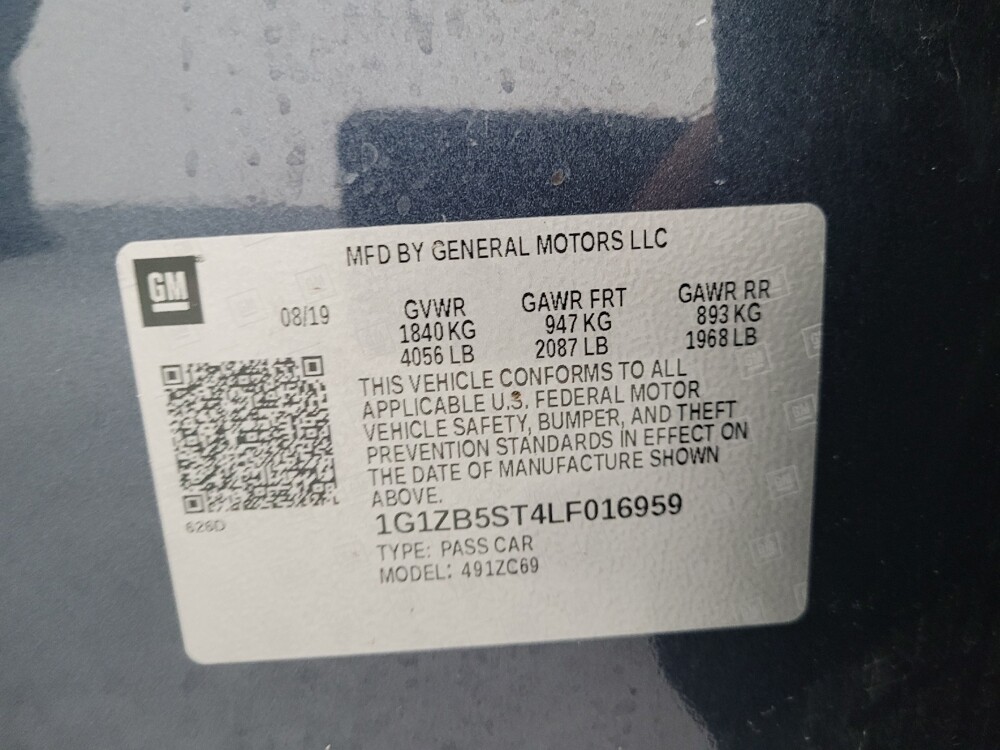 MFD BY GENERAL MOTORS LLC
GM
08/19
GVWR GAWR FRT GAWR RR
1840 KG 947 KG 893 KG
4056 LB 2087 LB 1968 LB
THIS VEHICLE CONFORMS TO ALL
APPLICABLE U.S. FEDERAL MOTOR
VEHICLE SAFETY, BUMPER, AND THEFT
PREVENTION STANDARDS IN EFFECT ON
THE DATE OF MANUFACTURE SHOWN
ABOVE.
626D
1G1ZB5ST4LF016959
TYPE: PASS CAR
MODEL: 491ZC69